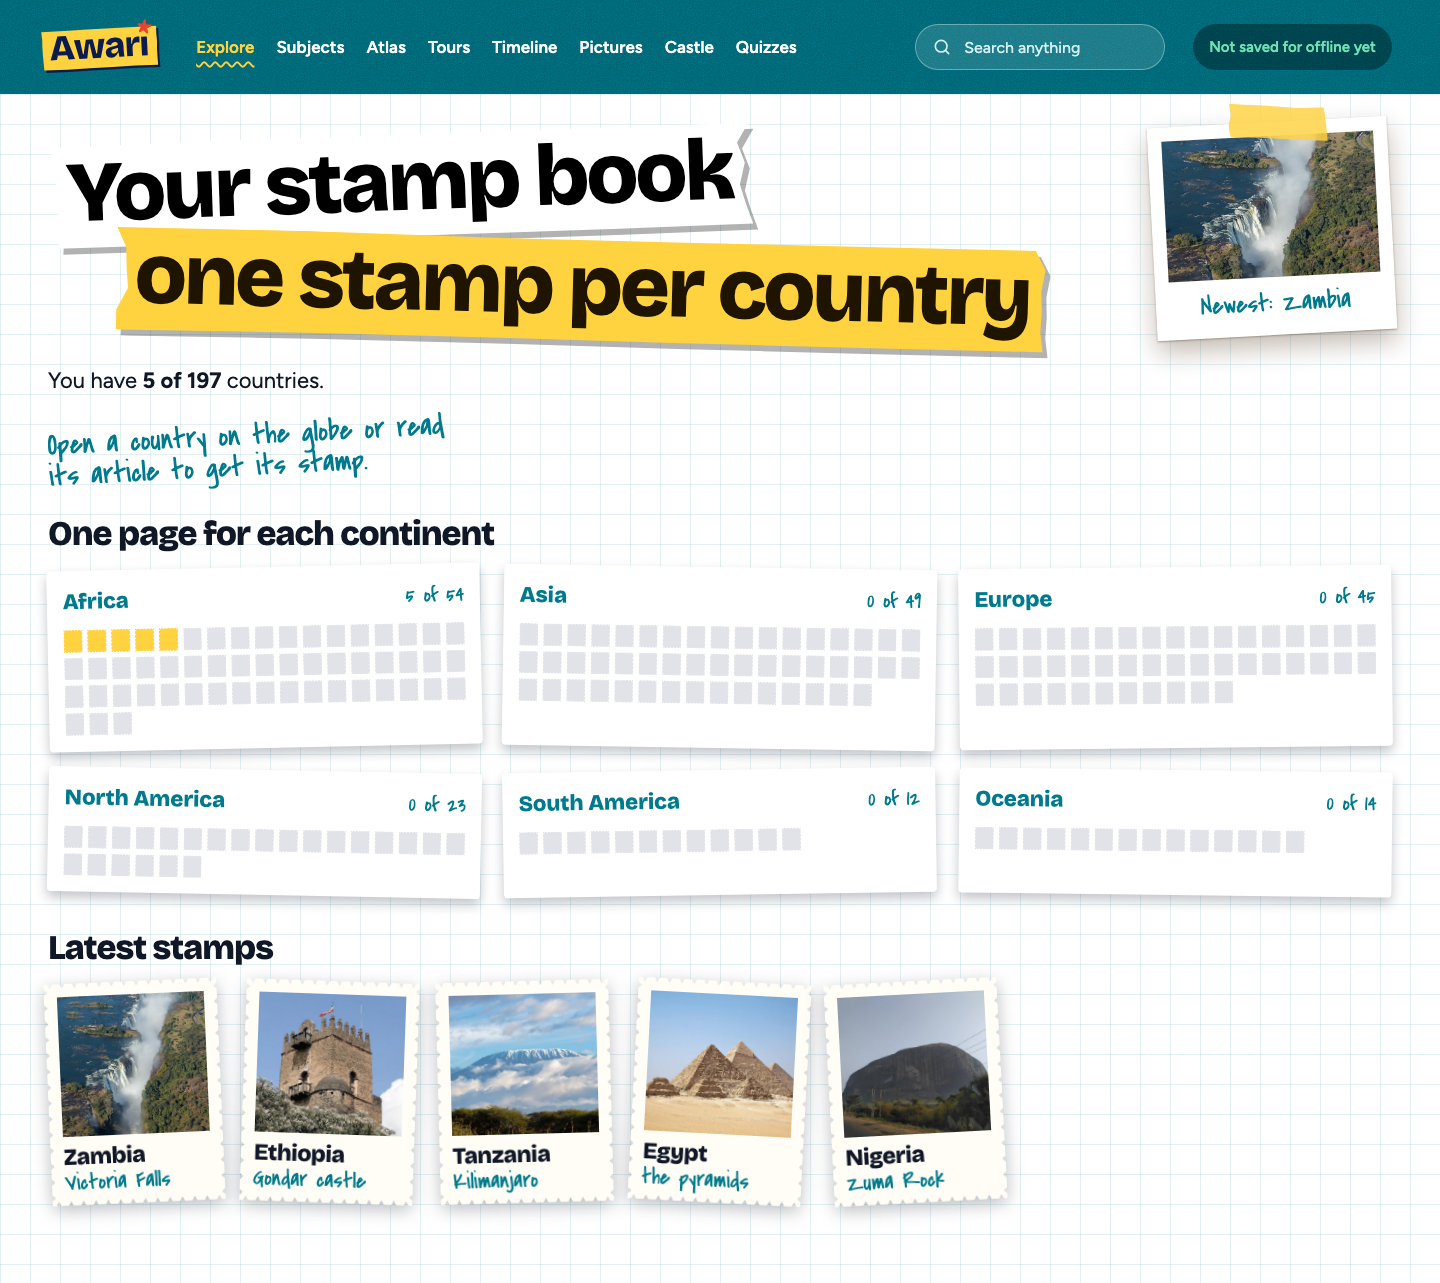 Awari
Explore
Subjects
Atlas
Tours
Timeline
Pictures
Castle
Quizzes
Search anything
Not saved for offline yet
Your stamp book
one stamp per country
Newest: Zambia
You have 5 of 197 countries.
Open a country on the globe or read
its article to get its stamp.
One page for each continent
Africa
5 of 54
Asia
0 of 49
Europe
0 of 45
North America
0 of 23
South America
0 of 12
Oceania
0 of 14
Latest stamps
Zambia
Victoria Falls
Ethiopia
Gondar castle
Tanzania
Kilimanjaro
Egypt
the pyramids
Nigeria
Zuma Rock